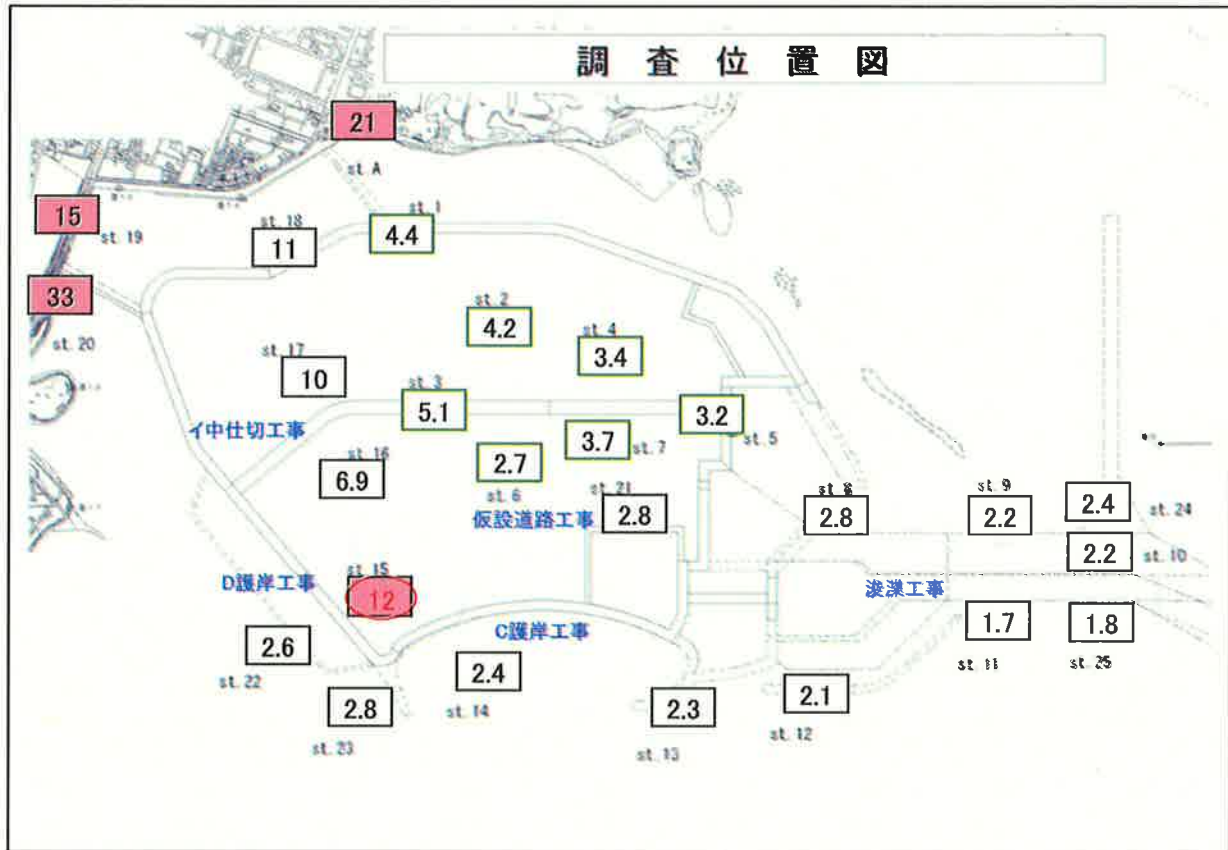 調査位置図
21
st. A
15
st. 19
st. 18
11
st. 1
4.4
33
st. 20
st. 2
4.2
st. 4
3.4
st. 17
10
st. 3
5.1
3.2
st. 5
3.7
st. 7
イ中仕切工事
st. 16
6.9
2.7
st. 6
st. 21
2.8
仮設道路工事
st. 8
2.8
st. 9
2.2
2.4
st. 24
2.2
st. 10
D護岸工事
st. 15
12
C護岸工事
浚渫工事
1.7
st. 11
1.8
st. 25
2.6
st. 22
2.4
st. 14
2.8
st. 23
2.3
st. 13
2.1
st. 12